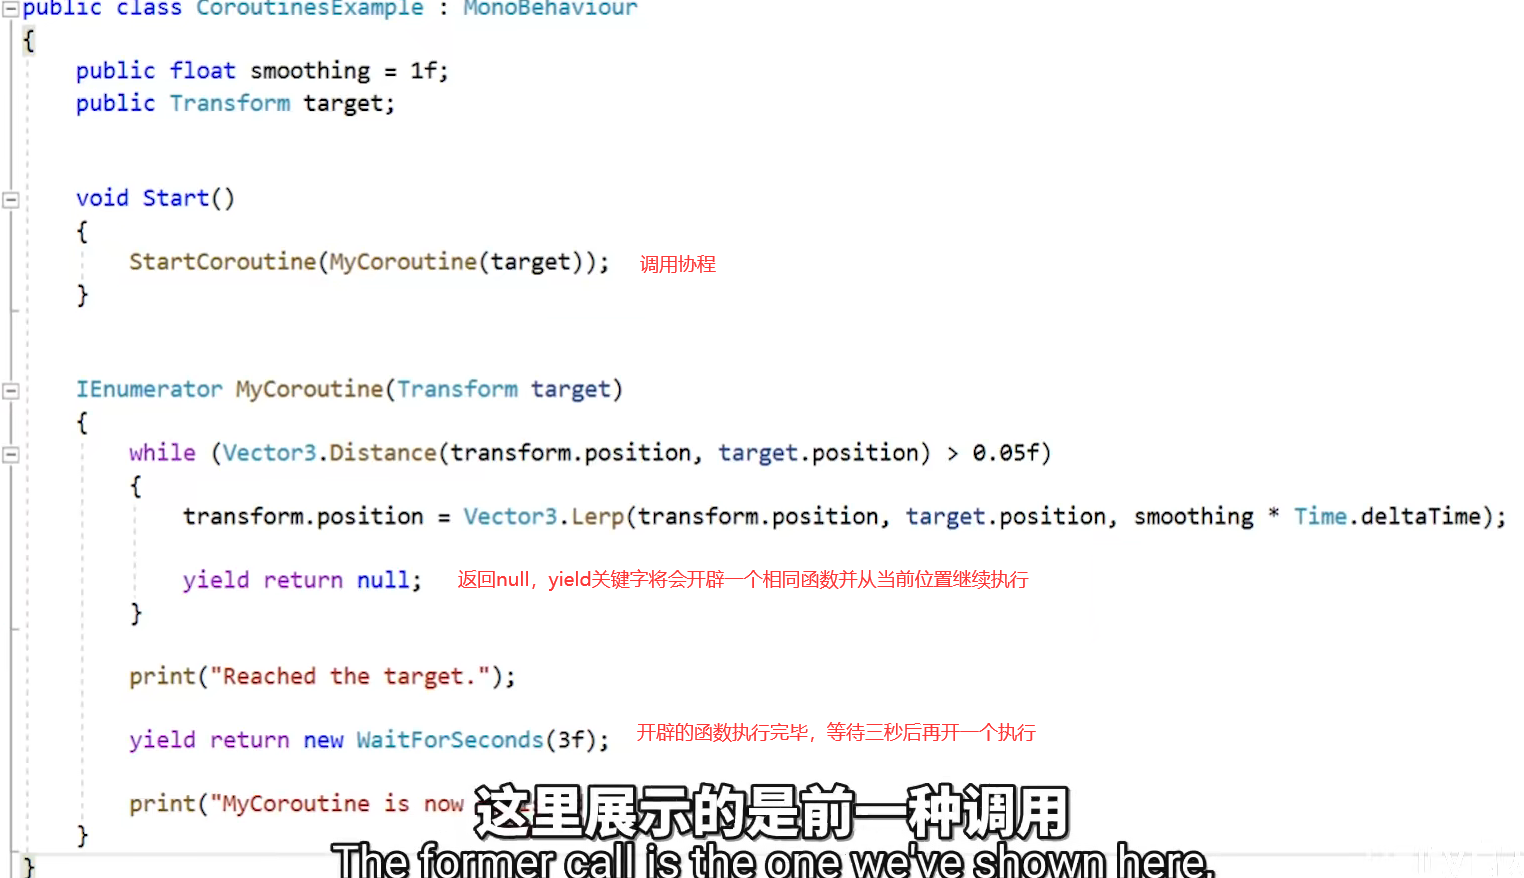 public class CoroutinesExample : MonoBehaviour
{
public float smoothing = 1f;
public Transform target;
void Start()
{
StartCoroutine(MyCoroutine(target)); 调用协程
}
IEnumerator MyCoroutine(Transform target)
{
while (Vector3.Distance(transform.position, target.position) > 0.05f)
{
transform.position = Vector3.Lerp(transform.position, target.position, smoothing * Time.deltaTime);
yield return null; 返回null，yield关键字将会开辟一个相同函数并从当前位置继续执行
}
print("Reached the target.");
yield return new WaitForSeconds(3f); 开辟的函数执行完毕，等待三秒后再开一个执行
print("MyCoroutine is now
这里展示的是前一种调用
}
The former call is the one we've shown here.
}